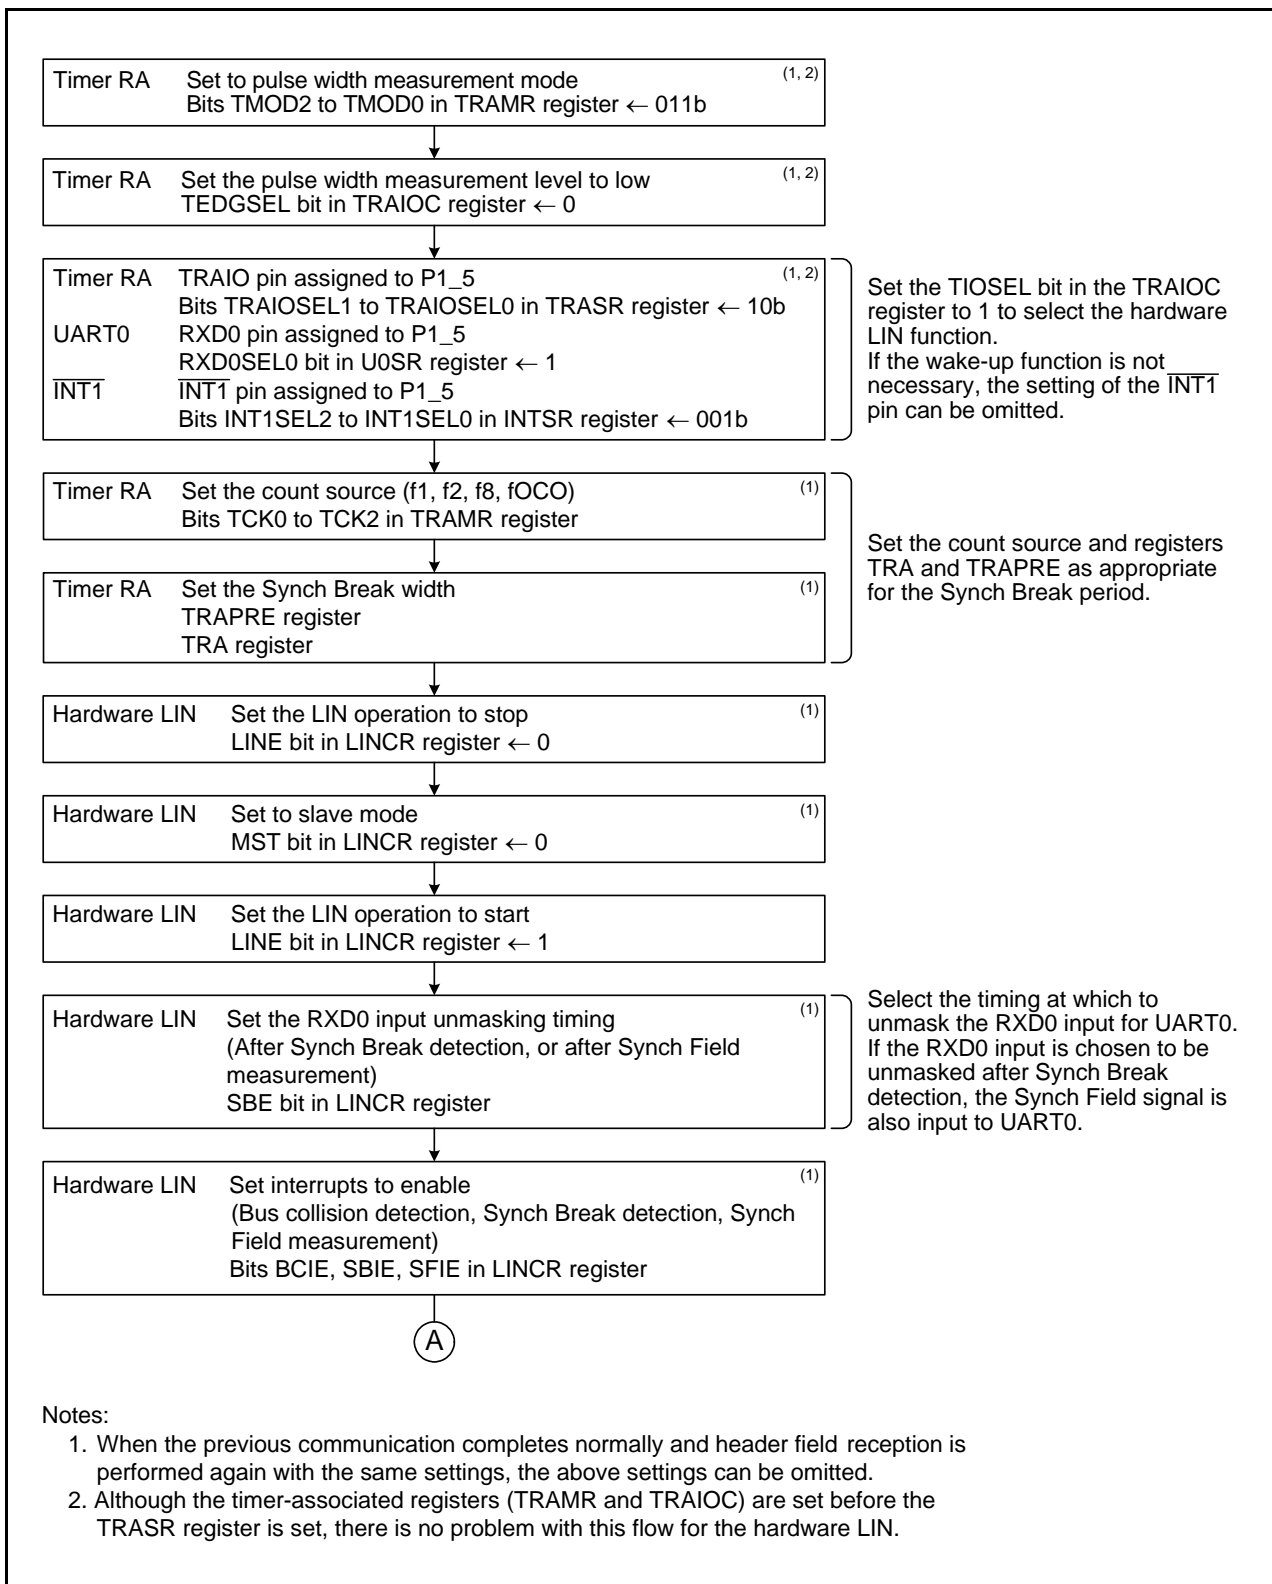 Timer RA Set to pulse width measurement mode (1, 2)
Bits TMOD2 to TMOD0 in TRAMR register ← 011b
Timer RA Set the pulse width measurement level to low (1, 2)
TEDGSEL bit in TRAIOC register ← 0
Timer RA TRAIO pin assigned to P1_5 (1, 2)
Bits TRAIOSEL1 to TRAIOSEL0 in TRASR register ← 10b
UART0 RXD0 pin assigned to P1_5
RXD0SEL0 bit in U0SR register ← 1
INT1 INT1 pin assigned to P1_5
Bits INT1SEL2 to INT1SEL0 in INTSR register ← 001b
Set the TIOSEL bit in the TRAIOC
register to 1 to select the hardware
LIN function.
If the wake-up function is not
necessary, the setting of the INT1
pin can be omitted.
Timer RA Set the count source (f1, f2, f8, fOCO) (1)
Bits TCK0 to TCK2 in TRAMR register
Timer RA Set the Synch Break width (1)
TRAPRE register
TRA register
Set the count source and registers
TRA and TRAPRE as appropriate
for the Synch Break period.
Hardware LIN Set the LIN operation to stop (1)
LINE bit in LINCR register ← 0
Hardware LIN Set to slave mode (1)
MST bit in LINCR register ← 0
Hardware LIN Set the LIN operation to start
LINE bit in LINCR register ← 1
Hardware LIN Set the RXD0 input unmasking timing (1)
(After Synch Break detection, or after Synch Field
measurement)
SBE bit in LINCR register
Select the timing at which to
unmask the RXD0 input for UART0.
If the RXD0 input is chosen to be
unmasked after Synch Break
detection, the Synch Field signal is
also input to UART0.
Hardware LIN Set interrupts to enable (1)
(Bus collision detection, Synch Break detection, Synch
Field measurement)
Bits BCIE, SBIE, SFIE in LINCR register
A
Notes:
1. When the previous communication completes normally and header field reception is
performed again with the same settings, the above settings can be omitted.
2. Although the timer-associated registers (TRAMR and TRAIOC) are set before the
TRASR register is set, there is no problem with this flow for the hardware LIN.